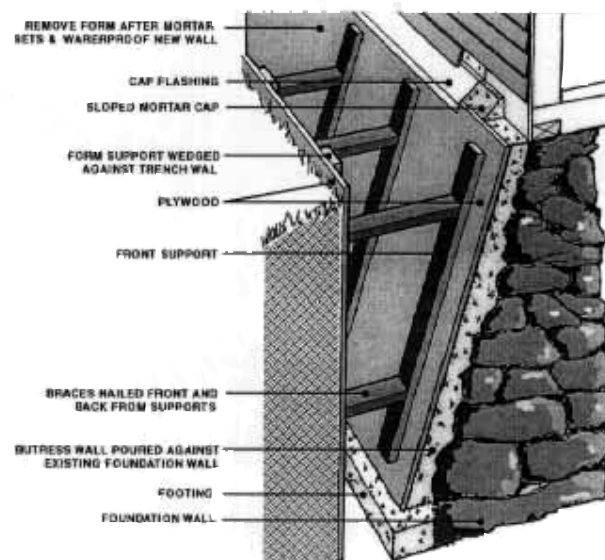 REMOVE FORM AFTER MORTAR
SETS & WARERPROOF NEW WALL
CAP FLASHING
SLOPED MORTAR CAP
FORM SUPPORT WEDGED
AGAINST TRENCH WAL
PLYWOOD
FRONT SUPPORT
BRACES NAILED FRONT AND
BACK FROM SUPPORTS
BUTRESS WALL POURED AGAINST
EXISTING FOUNDATION WALL
FOOTING
FOUNDATION WALL